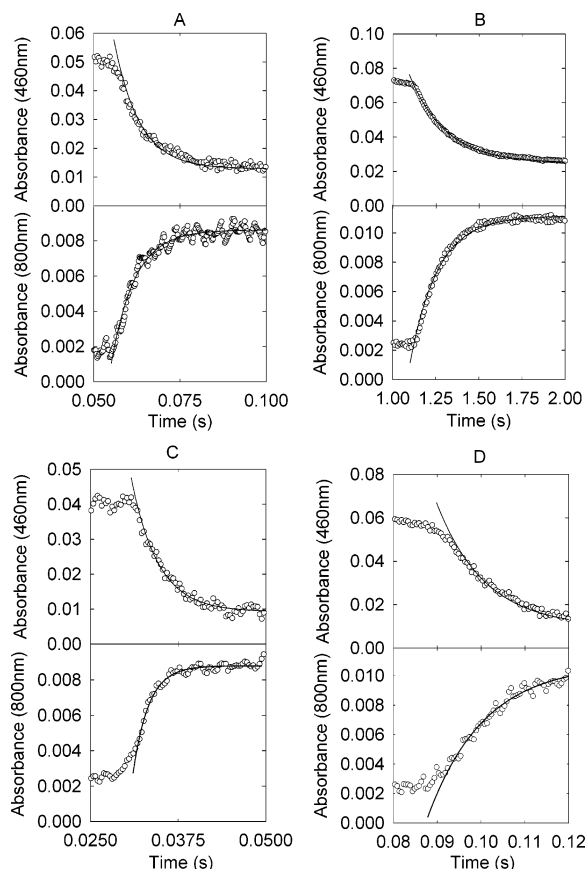 A
Absorbance (460nm)
0.06
0.05
0.04
0.03
0.02
0.01
0.00
Absorbance (800nm)
0.008
0.006
0.004
0.002
0.000
0.050 0.075 0.100
Time (s)
B
Absorbance (460nm)
0.10
0.08
0.06
0.04
0.02
0.00
Absorbance (800nm)
0.010
0.008
0.006
0.004
0.002
0.000
1.00 1.25 1.50 1.75 2.00
Time (s)
C
Absorbance (460nm)
0.05
0.04
0.03
0.02
0.01
0.00
Absorbance (800nm)
0.008
0.006
0.004
0.002
0.000
0.0250 0.0375 0.0500
Time (s)
D
Absorbance (460nm)
0.08
0.06
0.04
0.02
0.00
Absorbance (800nm)
0.010
0.008
0.006
0.004
0.002
0.000
0.08 0.09 0.10 0.11 0.12
Time (s)